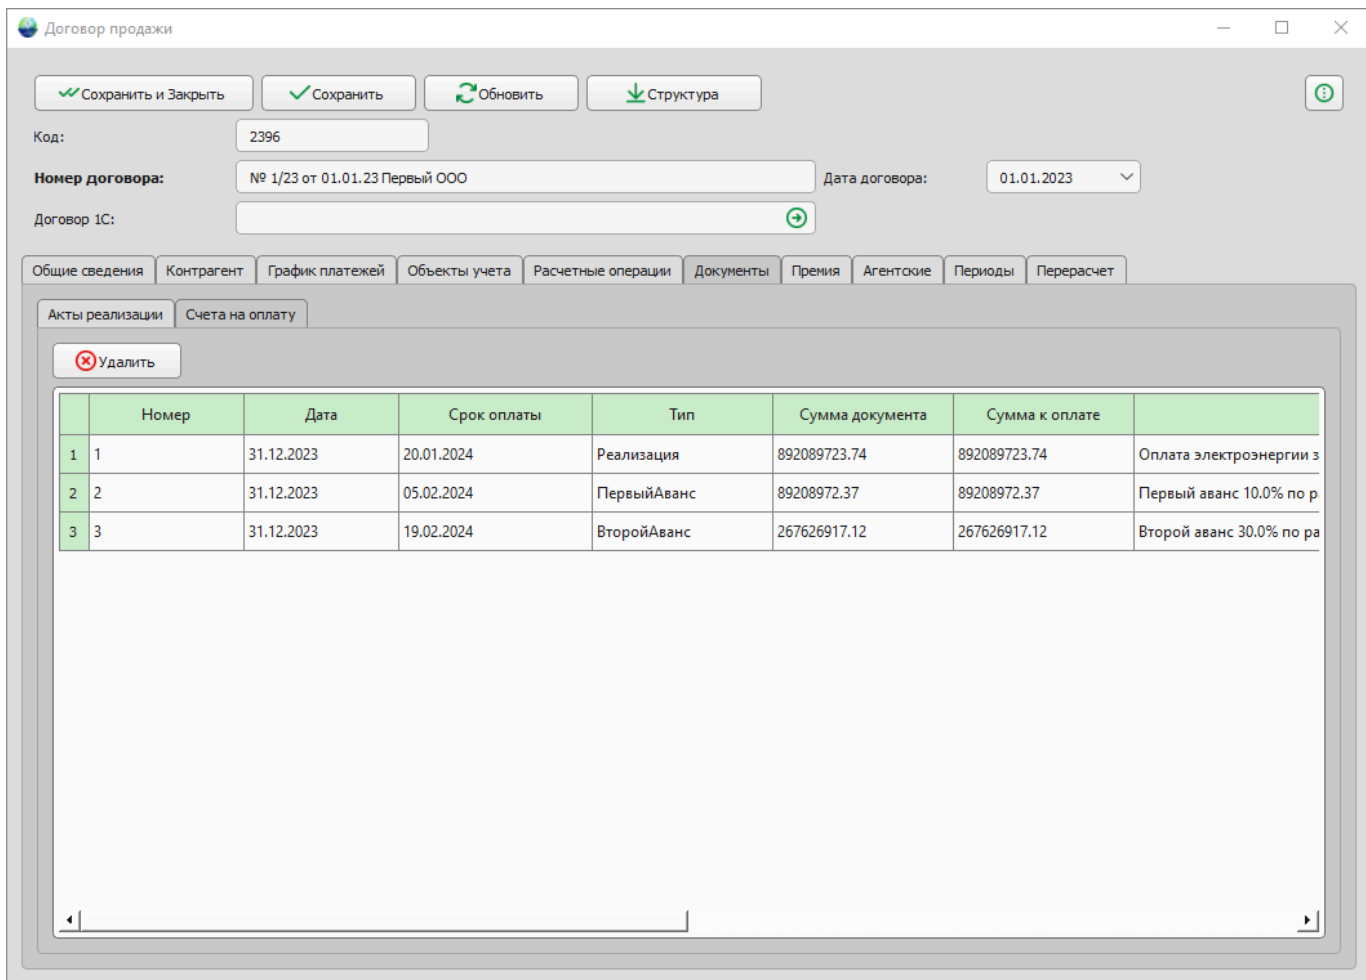 Договор продажи
Сохранить и Закрыть Сохранить Обновить Структура
Код: 2396
Номер договора: № 1/23 от 01.01.23 Первый ООО Дата договора: 01.01.2023
Договор 1С:
Общие сведения Контрагент График платежей Объекты учета Расчетные операции Документы Премия Агентские Периоды Перерасчет
Акты реализации Счета на оплату
Удалить
Номер Дата Срок оплаты Тип Сумма документа Сумма к оплате
1 1 31.12.2023 20.01.2024 Реализация 892089723.74 892089723.74 Оплата электроэнергии з
2 2 31.12.2023 05.02.2024 ПервыйАванс 89208972.37 89208972.37 Первый аванс 10.0% по р
3 3 31.12.2023 19.02.2024 ВторойАванс 267626917.12 267626917.12 Второй аванс 30.0% по ра